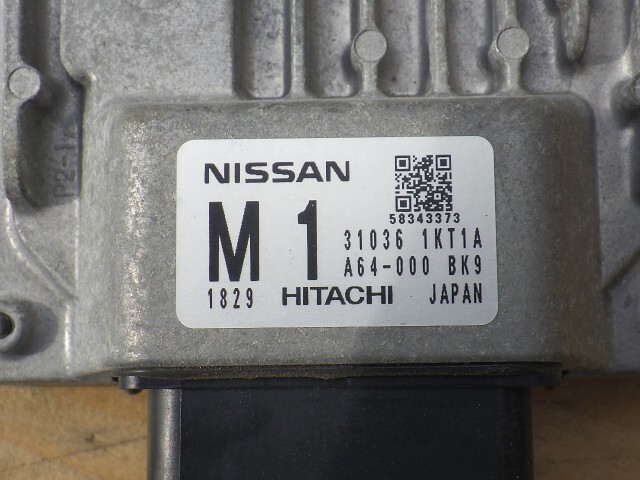 NISSAN
58343373
M 1
31036 1KT1A
A64-000 BK9
1829 HITACHI JAPAN